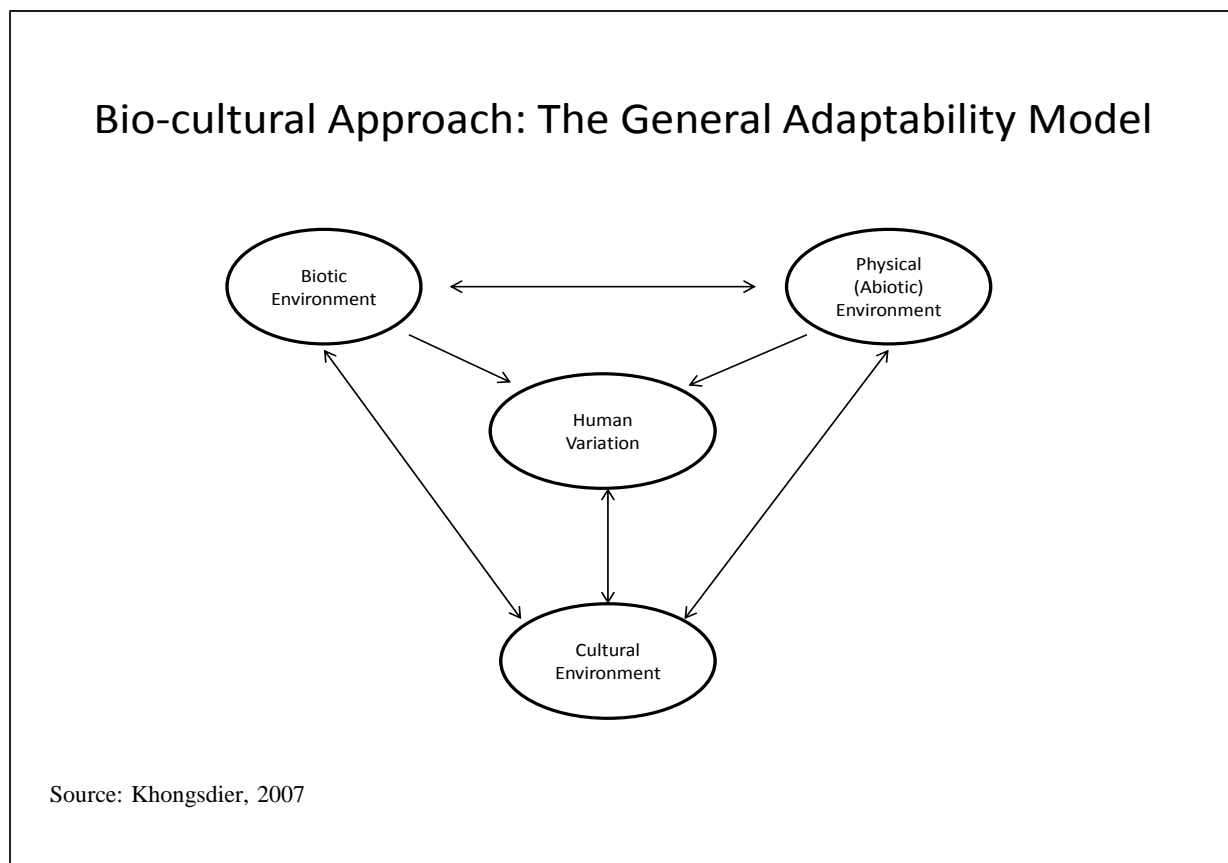 Bio-cultural Approach: The General Adaptability Model
Biotic
Environment
Physical
(Abiotic)
Environment
Human
Variation
Cultural
Environment
Source: Khongsdier, 2007